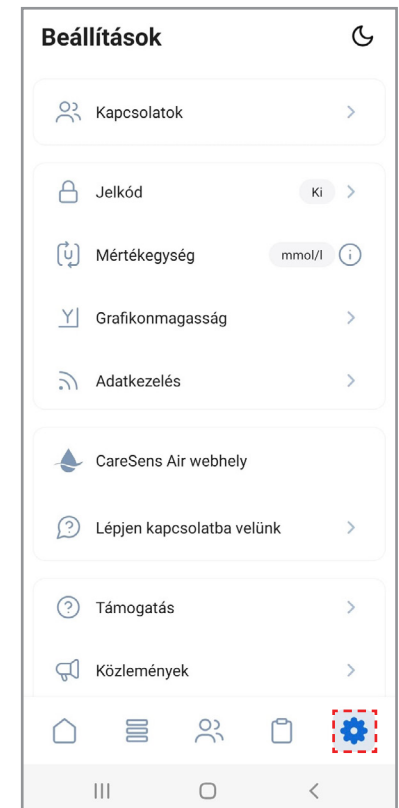 Beállítások
Kapcsolatok
Jelkód Ki
Mértékegység mmol/l
Grafikonmagasság
Adatkezelés
CareSens Air webhely
Lépjen kapcsolatba velünk
Támogatás
Közlemények